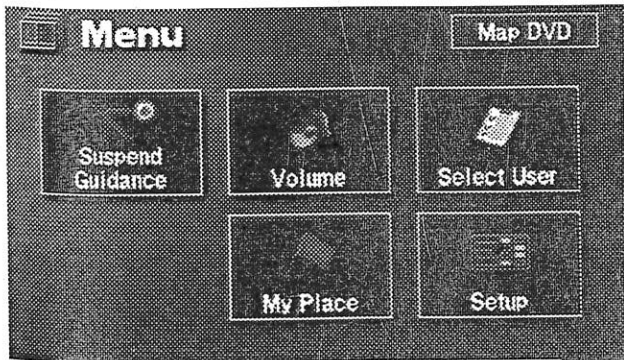 Menu
Map DVD
Suspend
Guidance
Volume
Select User
My Place
Setup